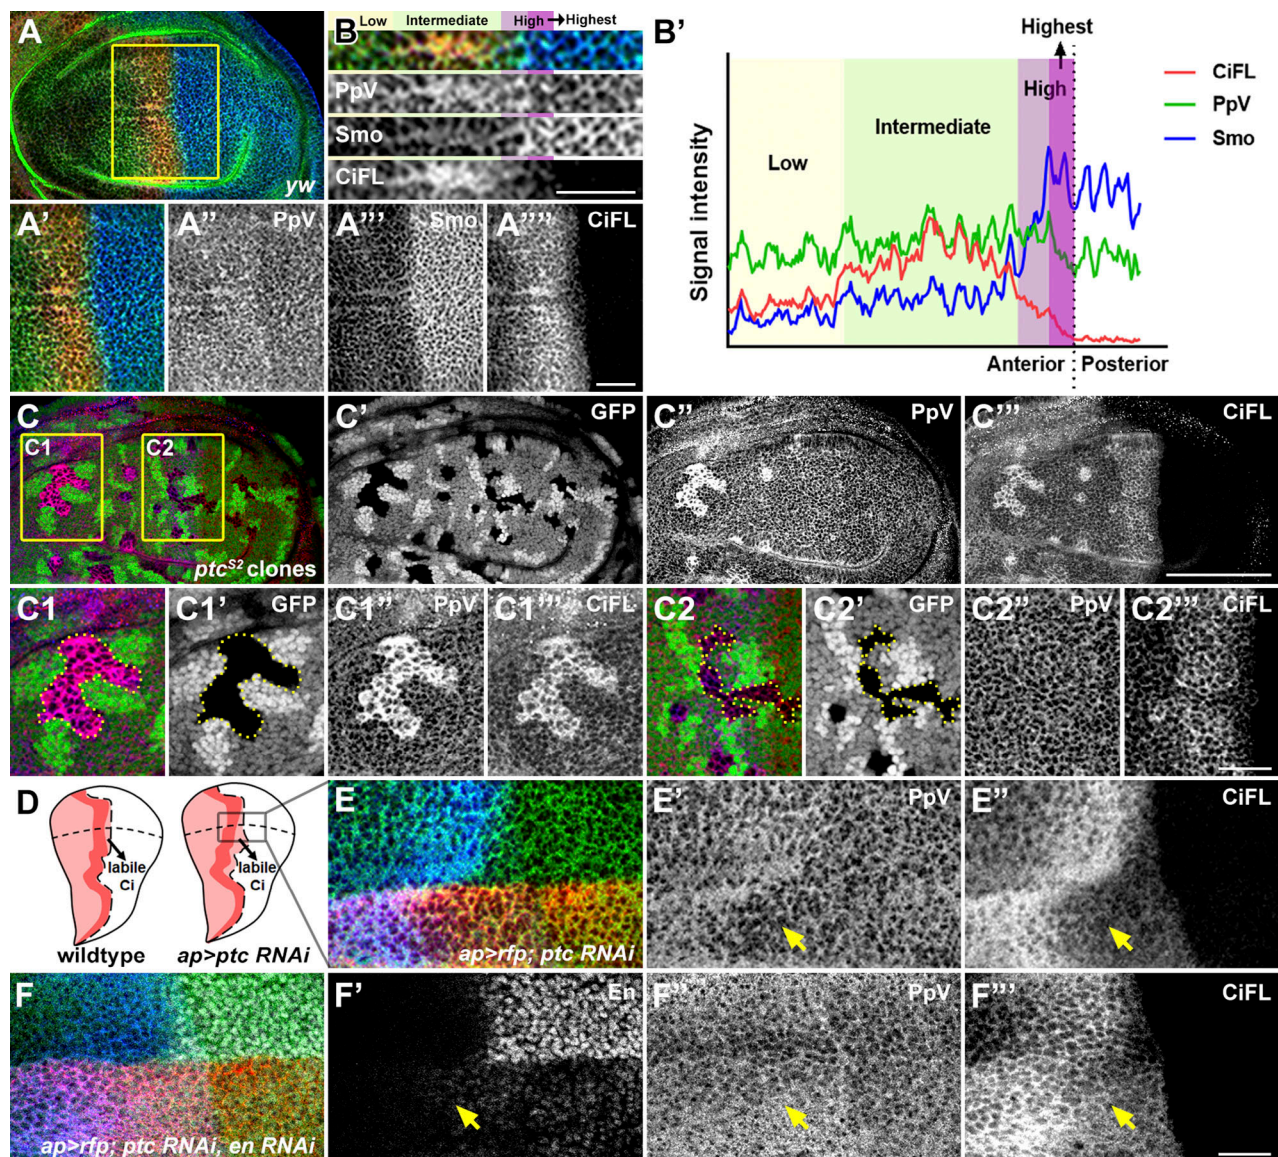 A
yw
B
Low
Intermediate
High
Highest
PpV
Smo
CiFL
B'
Highest
High
Low
Intermediate
Signal intensity
CiFL
PpV
Smo
Anterior
Posterior
A'
A''
PpV
A'''
Smo
A''''
CiFL
C
C1
C2
ptcS2 clones
C'
GFP
C''
PpV
C'''
CiFL
C1
C1'
GFP
C1''
PpV
C1'''
CiFL
C2
C2'
GFP
C2''
PpV
C2'''
CiFL
D
labile
Ci
wildtype
labile
Ci
ap>ptc RNAi
E
ap>rfp; ptc RNAi
E'
PpV
E''
CiFL
F
ap>rfp; ptc RNAi, en RNAi
F'
En
F''
PpV
F'''
CiFL